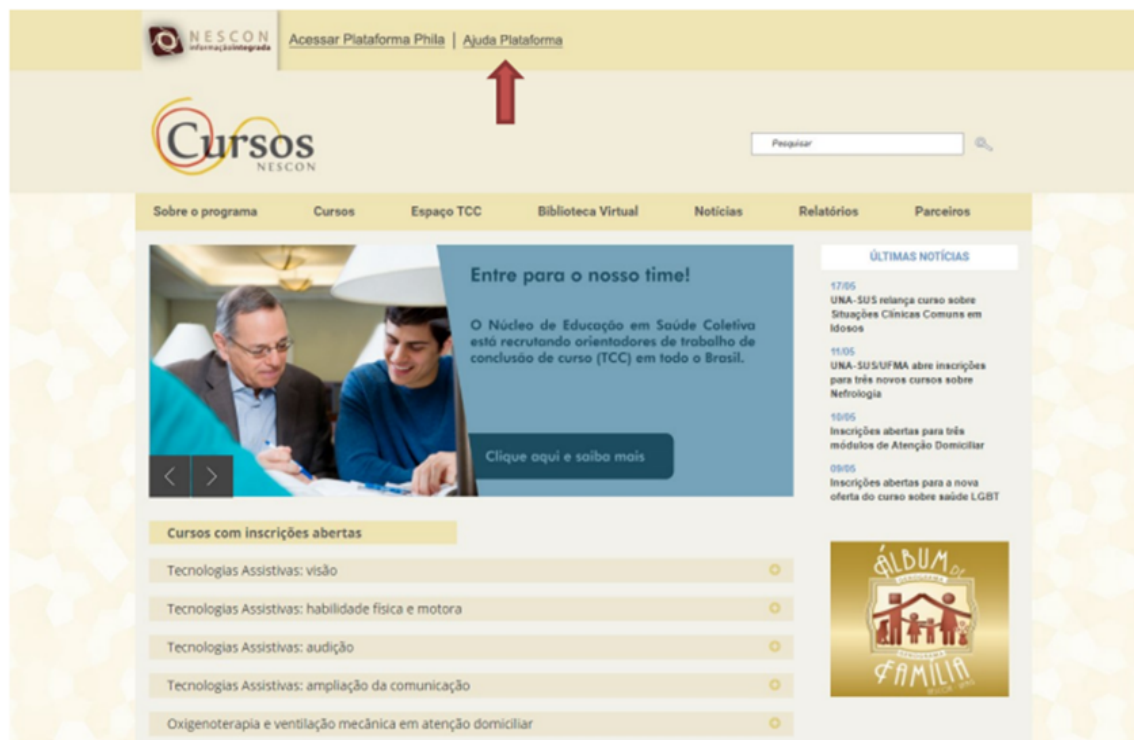 NESCON
informaçãointegrada
Acessar Plataforma Phila | Ajuda Plataforma
Cursos
NESCON
Pesquisar
Sobre o programa Cursos Espaço TCC Biblioteca Virtual Notícias Relatórios Parceiros
Entre para o nosso time!
O Núcleo de Educação em Saúde Coletiva
está recrutando orientadores de trabalho de
conclusão de curso (TCC) em todo o Brasil.
Clique aqui e saiba mais
ÚLTIMAS NOTÍCIAS
17/05
UNA-SUS relança curso sobre
Situações Clínicas Comuns em
Idosos
11/05
UNA-SUS/UFMA abre inscrições
para três novos cursos sobre
Nefrologia
10/05
Inscrições abertas para três
módulos de Atenção Domiciliar
09/05
Inscrições abertas para a nova
oferta do curso sobre saúde LGBT
Cursos com inscrições abertas
Tecnologias Assistivas: visão
Tecnologias Assistivas: habilidade física e motora
Tecnologias Assistivas: audição
Tecnologias Assistivas: ampliação da comunicação
Oxigenoterapia e ventilação mecânica em atenção domiciliar
ÁLBUM DE
FAMÍLIA